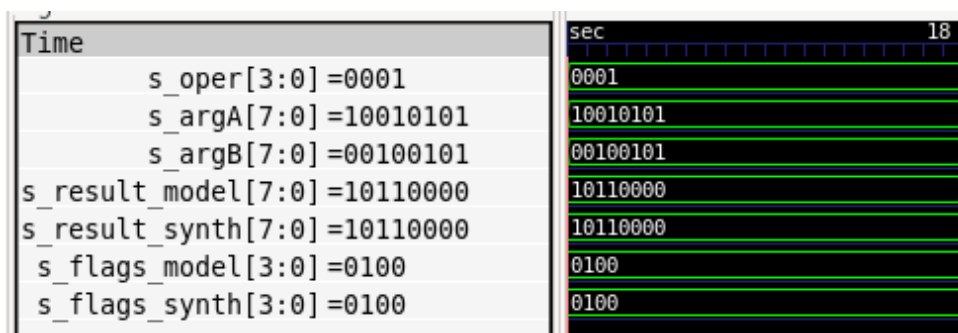 Time
s_oper[3:0]=0001
s_argA[7:0]=10010101
s_argB[7:0]=00100101
s_result_model[7:0]=10110000
s_result_synth[7:0]=10110000
s_flags_model[3:0]=0100
s_flags_synth[3:0]=0100
sec 18
0001
10010101
00100101
10110000
10110000
0100
0100